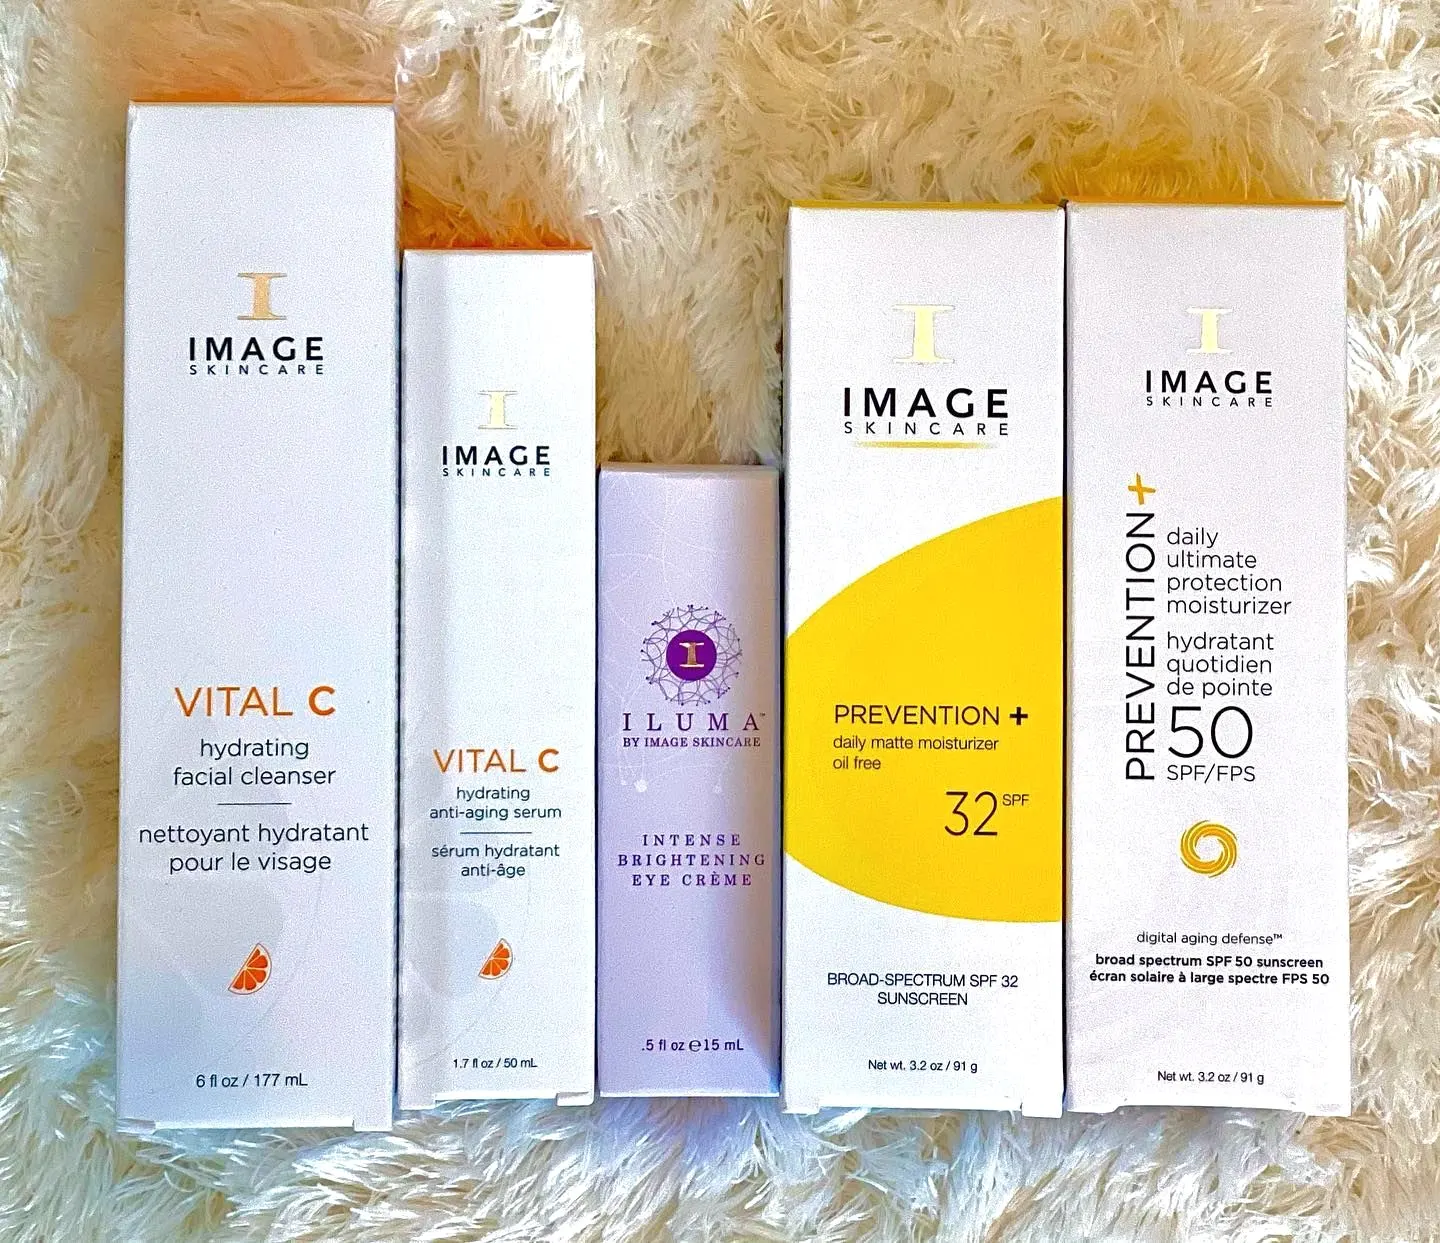 I
IMAGE
SKINCARE
VITAL C
hydrating
facial cleanser
nettoyant hydratant
pour le visage
6 fl oz / 177 mL
I
IMAGE
SKINCARE
VITAL C
hydrating
anti-aging serum
sérum hydratant
anti-âge
1.7 fl oz / 50 mL
I
ILUMA™
BY IMAGE SKINCARE
INTENSE
BRIGHTENING
EYE CRÈME
.5 fl oz ℮ 15 mL
I
IMAGE
SKINCARE
PREVENTION +
daily matte moisturizer
oil free
32 SPF
BROAD-SPECTRUM SPF 32
SUNSCREEN
Net wt. 3.2 oz / 91 g
I
IMAGE
SKINCARE
PREVENTION+
daily
ultimate
protection
moisturizer
hydratant
quotidien
de pointe
50
SPF/FPS
digital aging defense™
broad spectrum SPF 50 sunscreen
écran solaire à large spectre FPS 50
Net wt. 3.2 oz / 91 g